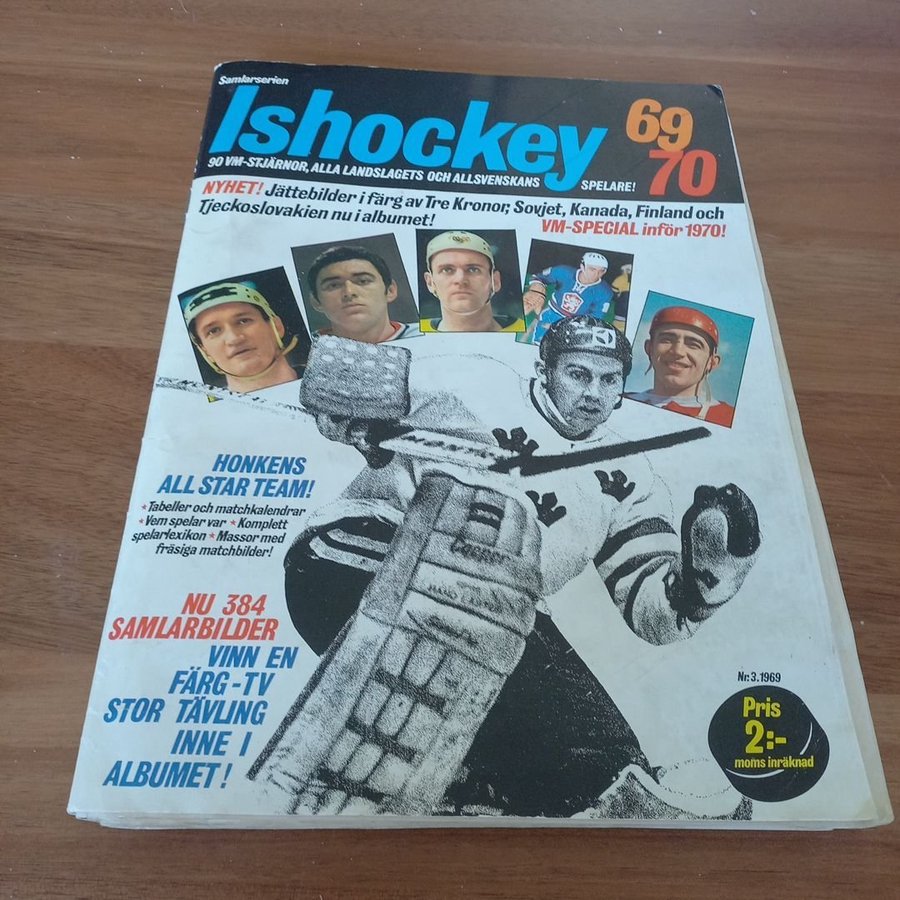 Samlarserien
Ishockey
69
70
90 VM-STJÄRNOR, ALLA LANDSLAGETS OCH ALLSVENSKANS SPELARE!
NYHET! Jättebilder i färg av Tre Kronor, Sovjet, Kanada, Finland och
Tjeckoslovakien nu i albumet!
VM-SPECIAL inför 1970!
HONKENS
ALL STAR TEAM!
* Tabeller och matchkalendrar
* Vem spelar var * Komplett
spelarlexikon * Massor med
fräsiga matchbilder!
Cooper
NU 384
SAMLARBILDER
VINN EN
FÄRG-TV
STOR TÄVLING
INNE I
ALBUMET!
Nr. 3. 1969
Pris
2:-
moms inräknad